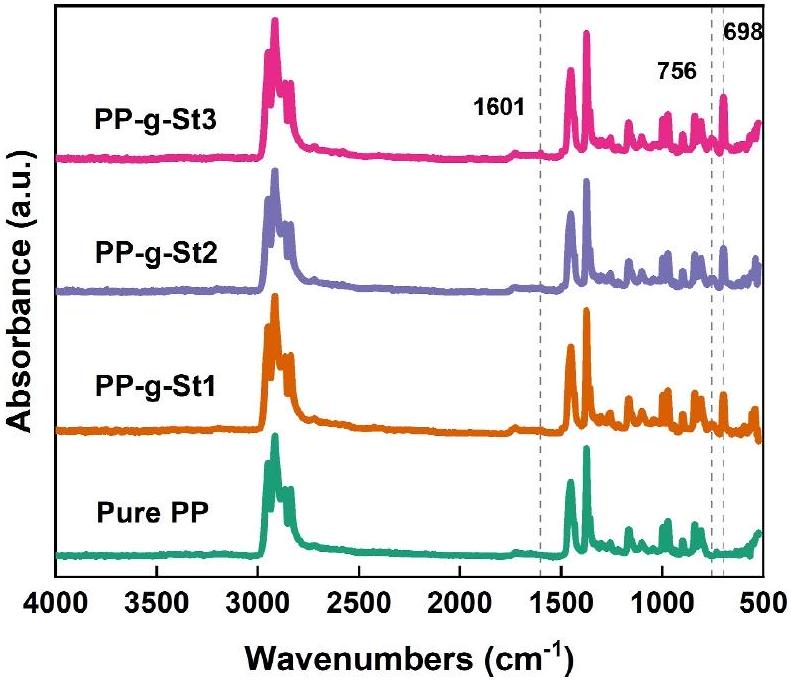 698
756
1601
PP-g-St3
PP-g-St2
PP-g-St1
Pure PP
Absorbance (a.u.)
4000 3500 3000 2500 2000 1500 1000 500
Wavenumbers (cm⁻¹)